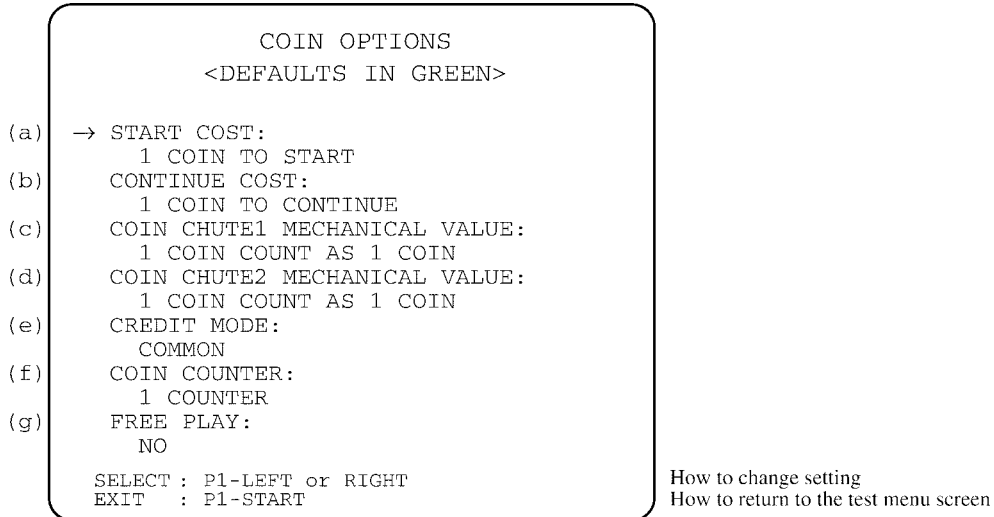 COIN OPTIONS
<DEFAULTS IN GREEN>
(a) → START COST:
1 COIN TO START
(b) CONTINUE COST:
1 COIN TO CONTINUE
(c) COIN CHUTE1 MECHANICAL VALUE:
1 COIN COUNT AS 1 COIN
(d) COIN CHUTE2 MECHANICAL VALUE:
1 COIN COUNT AS 1 COIN
(e) CREDIT MODE:
COMMON
(f) COIN COUNTER:
1 COUNTER
(g) FREE PLAY:
NO
SELECT : P1-LEFT or RIGHT How to change setting
EXIT : P1-START How to return to the test menu screen